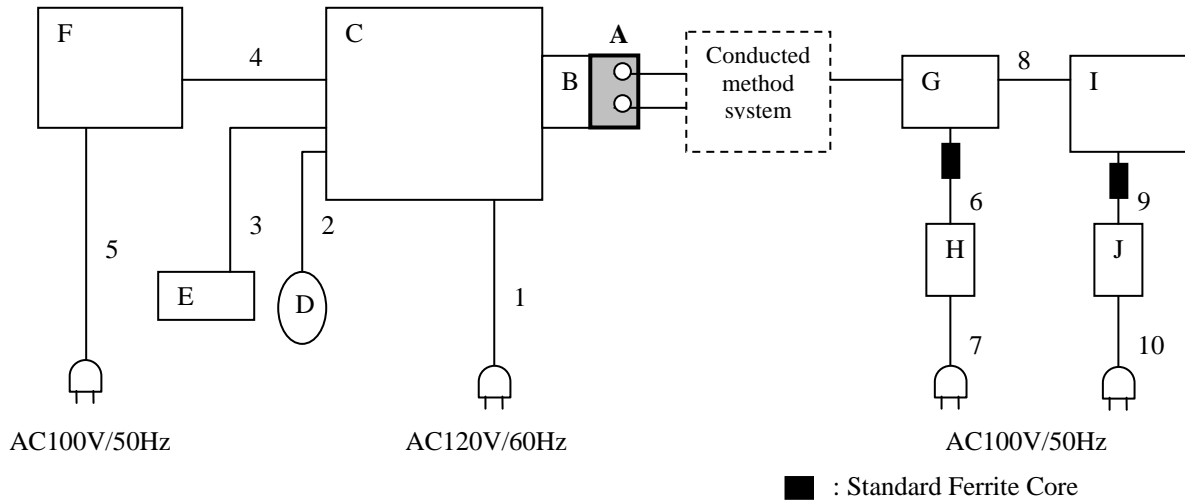 A
F
C
Conducted
method
system
4
B
G
8
I
3
2
6
9
5
E
D
1
H
J
7
10
AC100V/50Hz
AC120V/60Hz
AC100V/50Hz
: Standard Ferrite Core